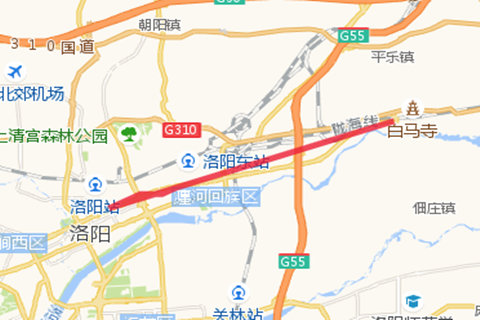 朝阳镇
310国道
G55
平乐镇
北郊机场
陇海线
上清宫森林公园
G310
白马寺
洛阳东站
洛阳站
瀍河回族区
佃庄镇
洛阳
涧西区
G55
关林站